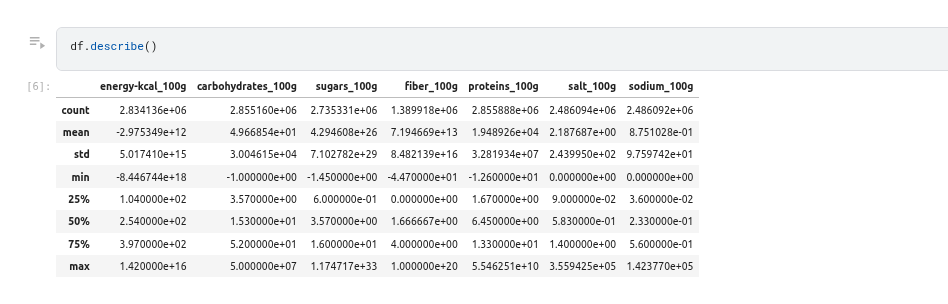 df.describe()
[6]:
energy-kcal_100g carbohydrates_100g sugars_100g fiber_100g proteins_100g salt_100g sodium_100g
count 2.834136e+06 2.855160e+06 2.735331e+06 1.389918e+06 2.855888e+06 2.486094e+06 2.486092e+06
mean -2.975349e+12 4.966854e+01 4.294608e+26 7.194669e+13 1.948926e+04 2.187687e+00 8.751028e-01
std 5.017410e+15 3.004615e+04 7.102782e+29 8.482139e+16 3.281934e+07 2.439950e+02 9.759742e+01
min -8.446744e+18 -1.000000e+00 -1.450000e+00 -4.470000e+01 -1.260000e+01 0.000000e+00 0.000000e+00
25% 1.040000e+02 3.570000e+00 6.000000e-01 0.000000e+00 1.670000e+00 9.000000e-02 3.600000e-02
50% 2.540000e+02 1.530000e+01 3.570000e+00 1.666667e+00 6.450000e+00 5.830000e-01 2.330000e-01
75% 3.970000e+02 5.200000e+01 1.600000e+01 4.000000e+00 1.330000e+01 1.400000e+00 5.600000e-01
max 1.420000e+16 5.000000e+07 1.174717e+33 1.000000e+20 5.546251e+10 3.559425e+05 1.423770e+05